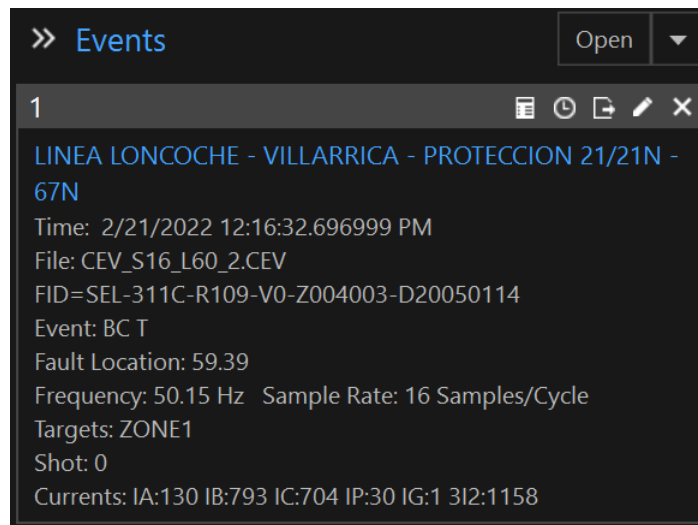 Events
Open
1
LINEA LONCOCHE - VILLARRICA - PROTECCION 21/21N -
67N
Time: 2/21/2022 12:16:32.696999 PM
File: CEV_S16_L60_2.CEV
FID=SEL-311C-R109-V0-Z004003-D20050114
Event: BC T
Fault Location: 59.39
Frequency: 50.15 Hz Sample Rate: 16 Samples/Cycle
Targets: ZONE1
Shot: 0
Currents: IA:130 IB:793 IC:704 IP:30 IG:1 3I2:1158